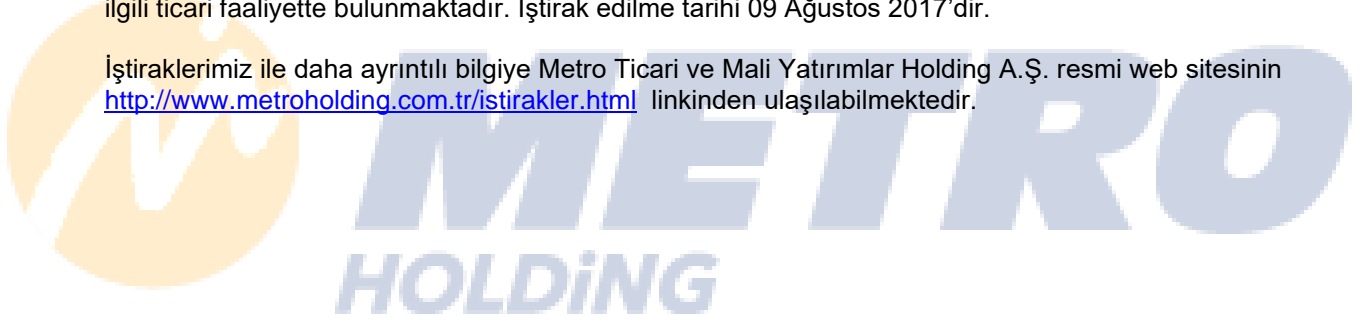 ilgili ticari faaliyette bulunmaktadır. İştirak edilme tarihi 09 Ağustos 2017'dir.
İştiraklerimiz ile daha ayrıntılı bilgiye Metro Ticari ve Mali Yatırımlar Holding A.Ş. resmi web sitesinin
http://www.metroholding.com.tr/istirakler.html linkinden ulaşılabilmektedir.
METRO
HOLDiNG